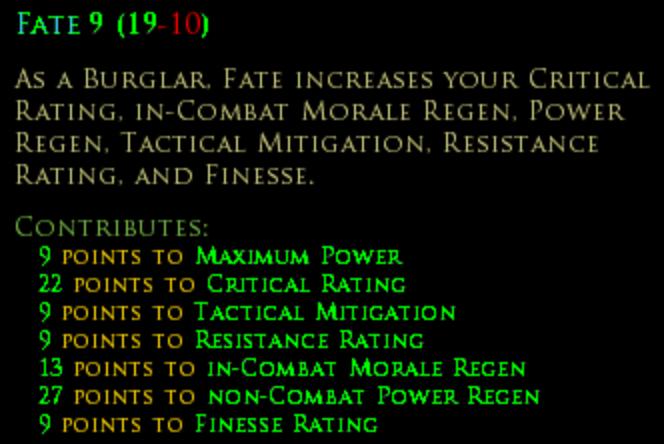 FATE 9 (19-10)
AS A BURGLAR, FATE INCREASES YOUR CRITICAL
RATING, IN-COMBAT MORALE REGEN, POWER
REGEN, TACTICAL MITIGATION, RESISTANCE
RATING, AND FINESSE.
CONTRIBUTES:
9 POINTS TO MAXIMUM POWER
22 POINTS TO CRITICAL RATING
9 POINTS TO TACTICAL MITIGATION
9 POINTS TO RESISTANCE RATING
13 POINTS TO IN-COMBAT MORALE REGEN
27 POINTS TO NON-COMBAT POWER REGEN
9 POINTS TO FINESSE RATING